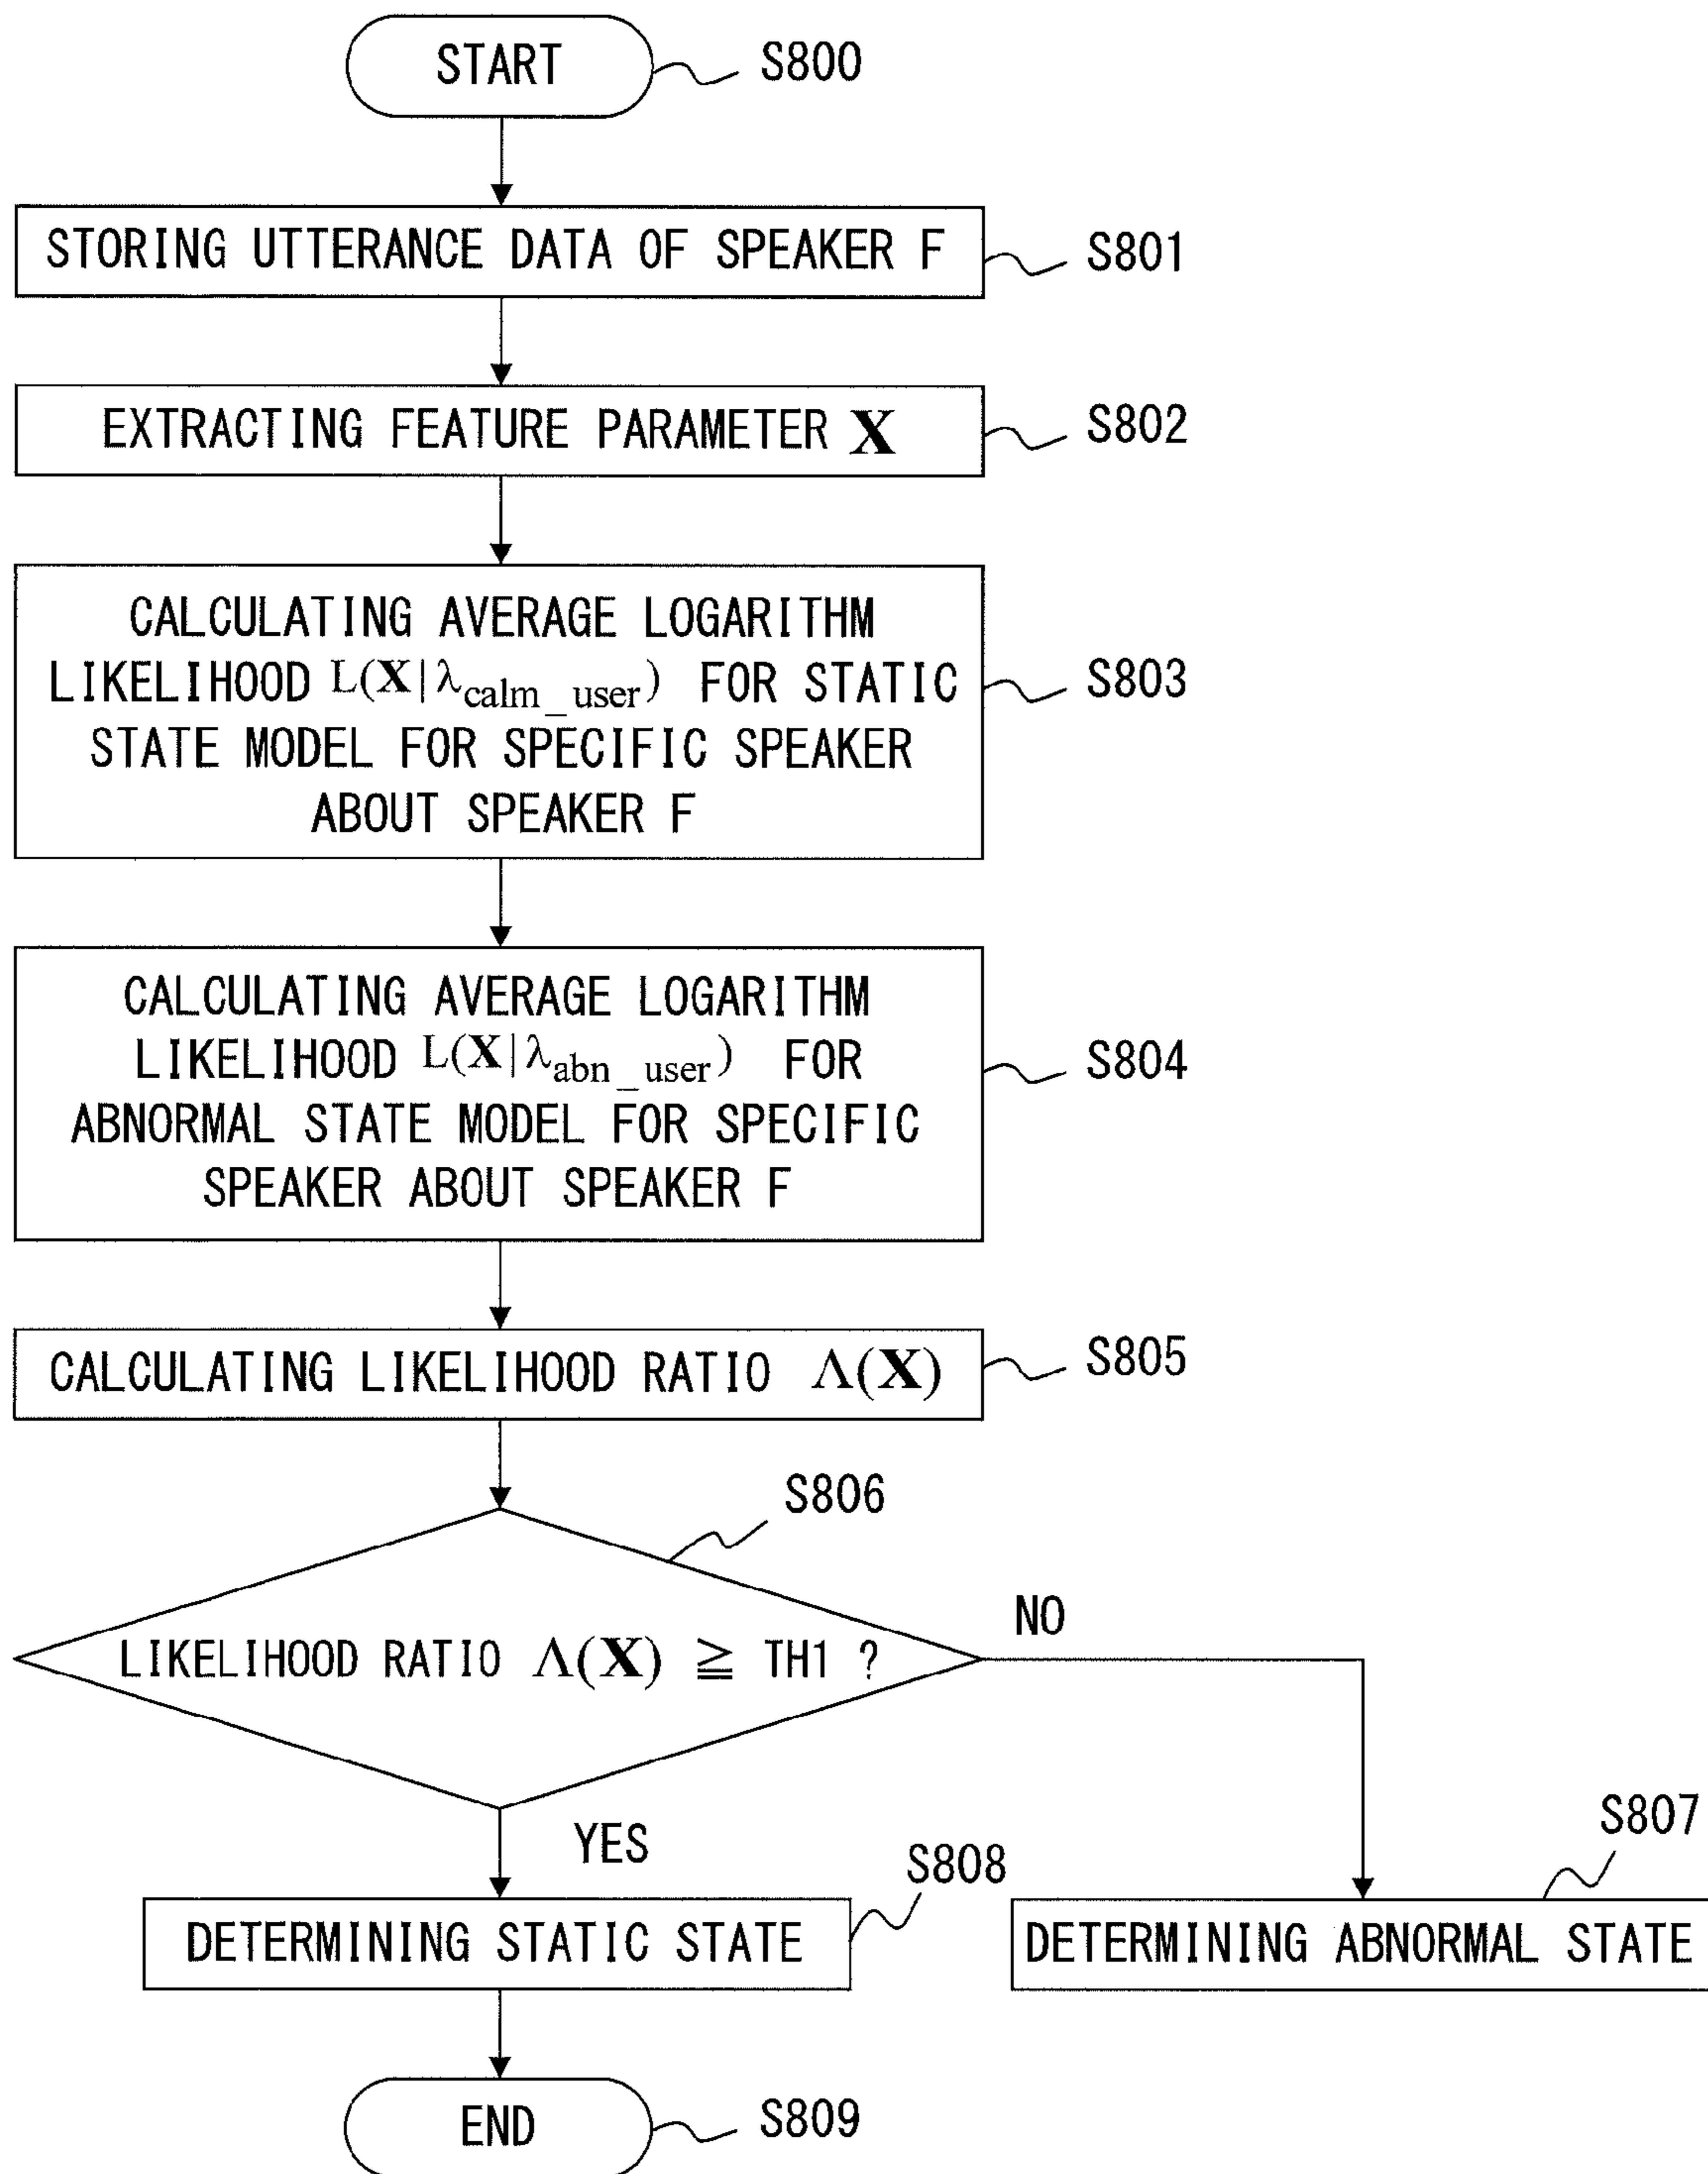 START
S800
STORING UTTERANCE DATA OF SPEAKER F
S801
EXTRACTING FEATURE PARAMETER X
S802
CALCULATING AVERAGE LOGARITHM
LIKELIHOOD L(X|λcalm_user) FOR STATIC
STATE MODEL FOR SPECIFIC SPEAKER
ABOUT SPEAKER F
S803
CALCULATING AVERAGE LOGARITHM
LIKELIHOOD L(X|λabn_user) FOR
ABNORMAL STATE MODEL FOR SPECIFIC
SPEAKER ABOUT SPEAKER F
S804
CALCULATING LIKELIHOOD RATIO Λ(X)
S805
S806
LIKELIHOOD RATIO Λ(X) ≧ TH1 ?
NO
YES
S807
S808
DETERMINING STATIC STATE
DETERMINING ABNORMAL STATE
END
S809